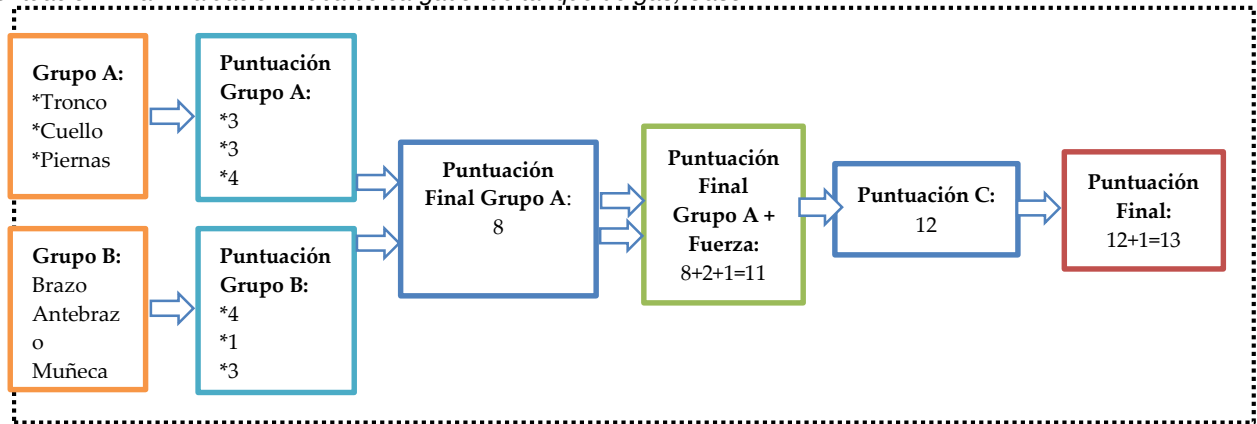 Grupo A:
*Tronco
*Cuello
*Piernas
Puntuación
Grupo A:
*3
*3
*4
Grupo B:
Brazo
Antebraz
o
Muñeca
Puntuación
Grupo B:
*4
*1
*3
Puntuación
Final Grupo A:
8
Puntuación
Final
Grupo A +
Fuerza:
8+2+1=11
Puntuación C:
12
Puntuación
Final:
12+1=13